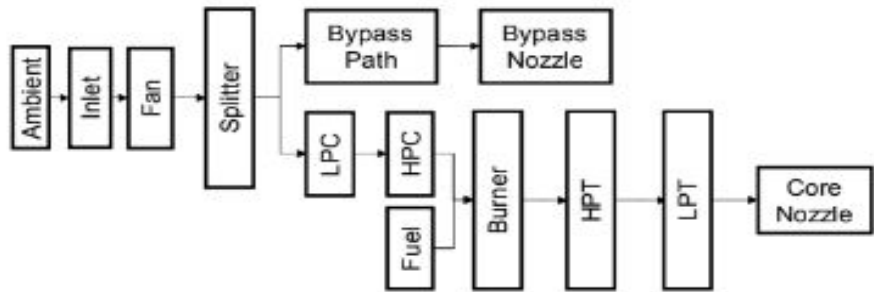 Ambient
Inlet
Fan
Splitter
Bypass
Path
Bypass
Nozzle
LPC
HPC
Fuel
Burner
HPT
LPT
Core
Nozzle